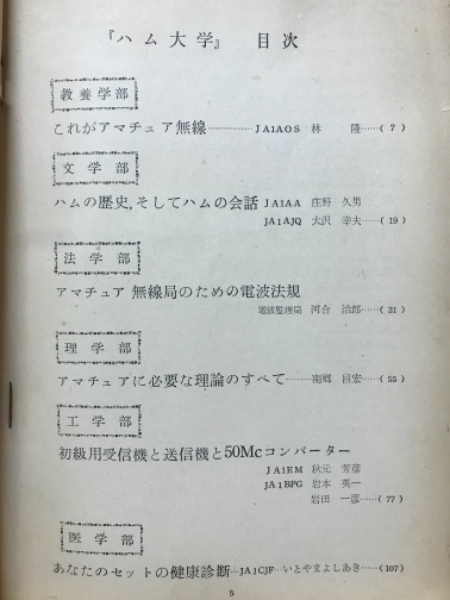 『ハム大学』 目次
教養学部
これがアマチュア無線…………JA1AOS 林 隆……(7)
文学部
ハムの歴史,そしてハムの会話 JA1AA 庄野 久男
JA1AJQ 大沢 幸夫……(19)
法学部
アマチュア無線局のための電波法規
電波監理局 河合 治郎……(31)
理学部
アマチュアに必要な理論のすべて………南郷 宏……(55)
工学部
初級用受信機と送信機と50Mcコンバーター
JA1EM 秋元 芳彦
JA1BPG 岩本 英一
岩田 一彦……(77)
医学部
あなたのセットの健康診断…JA1CJF…いとやまよしあき……(107)
5